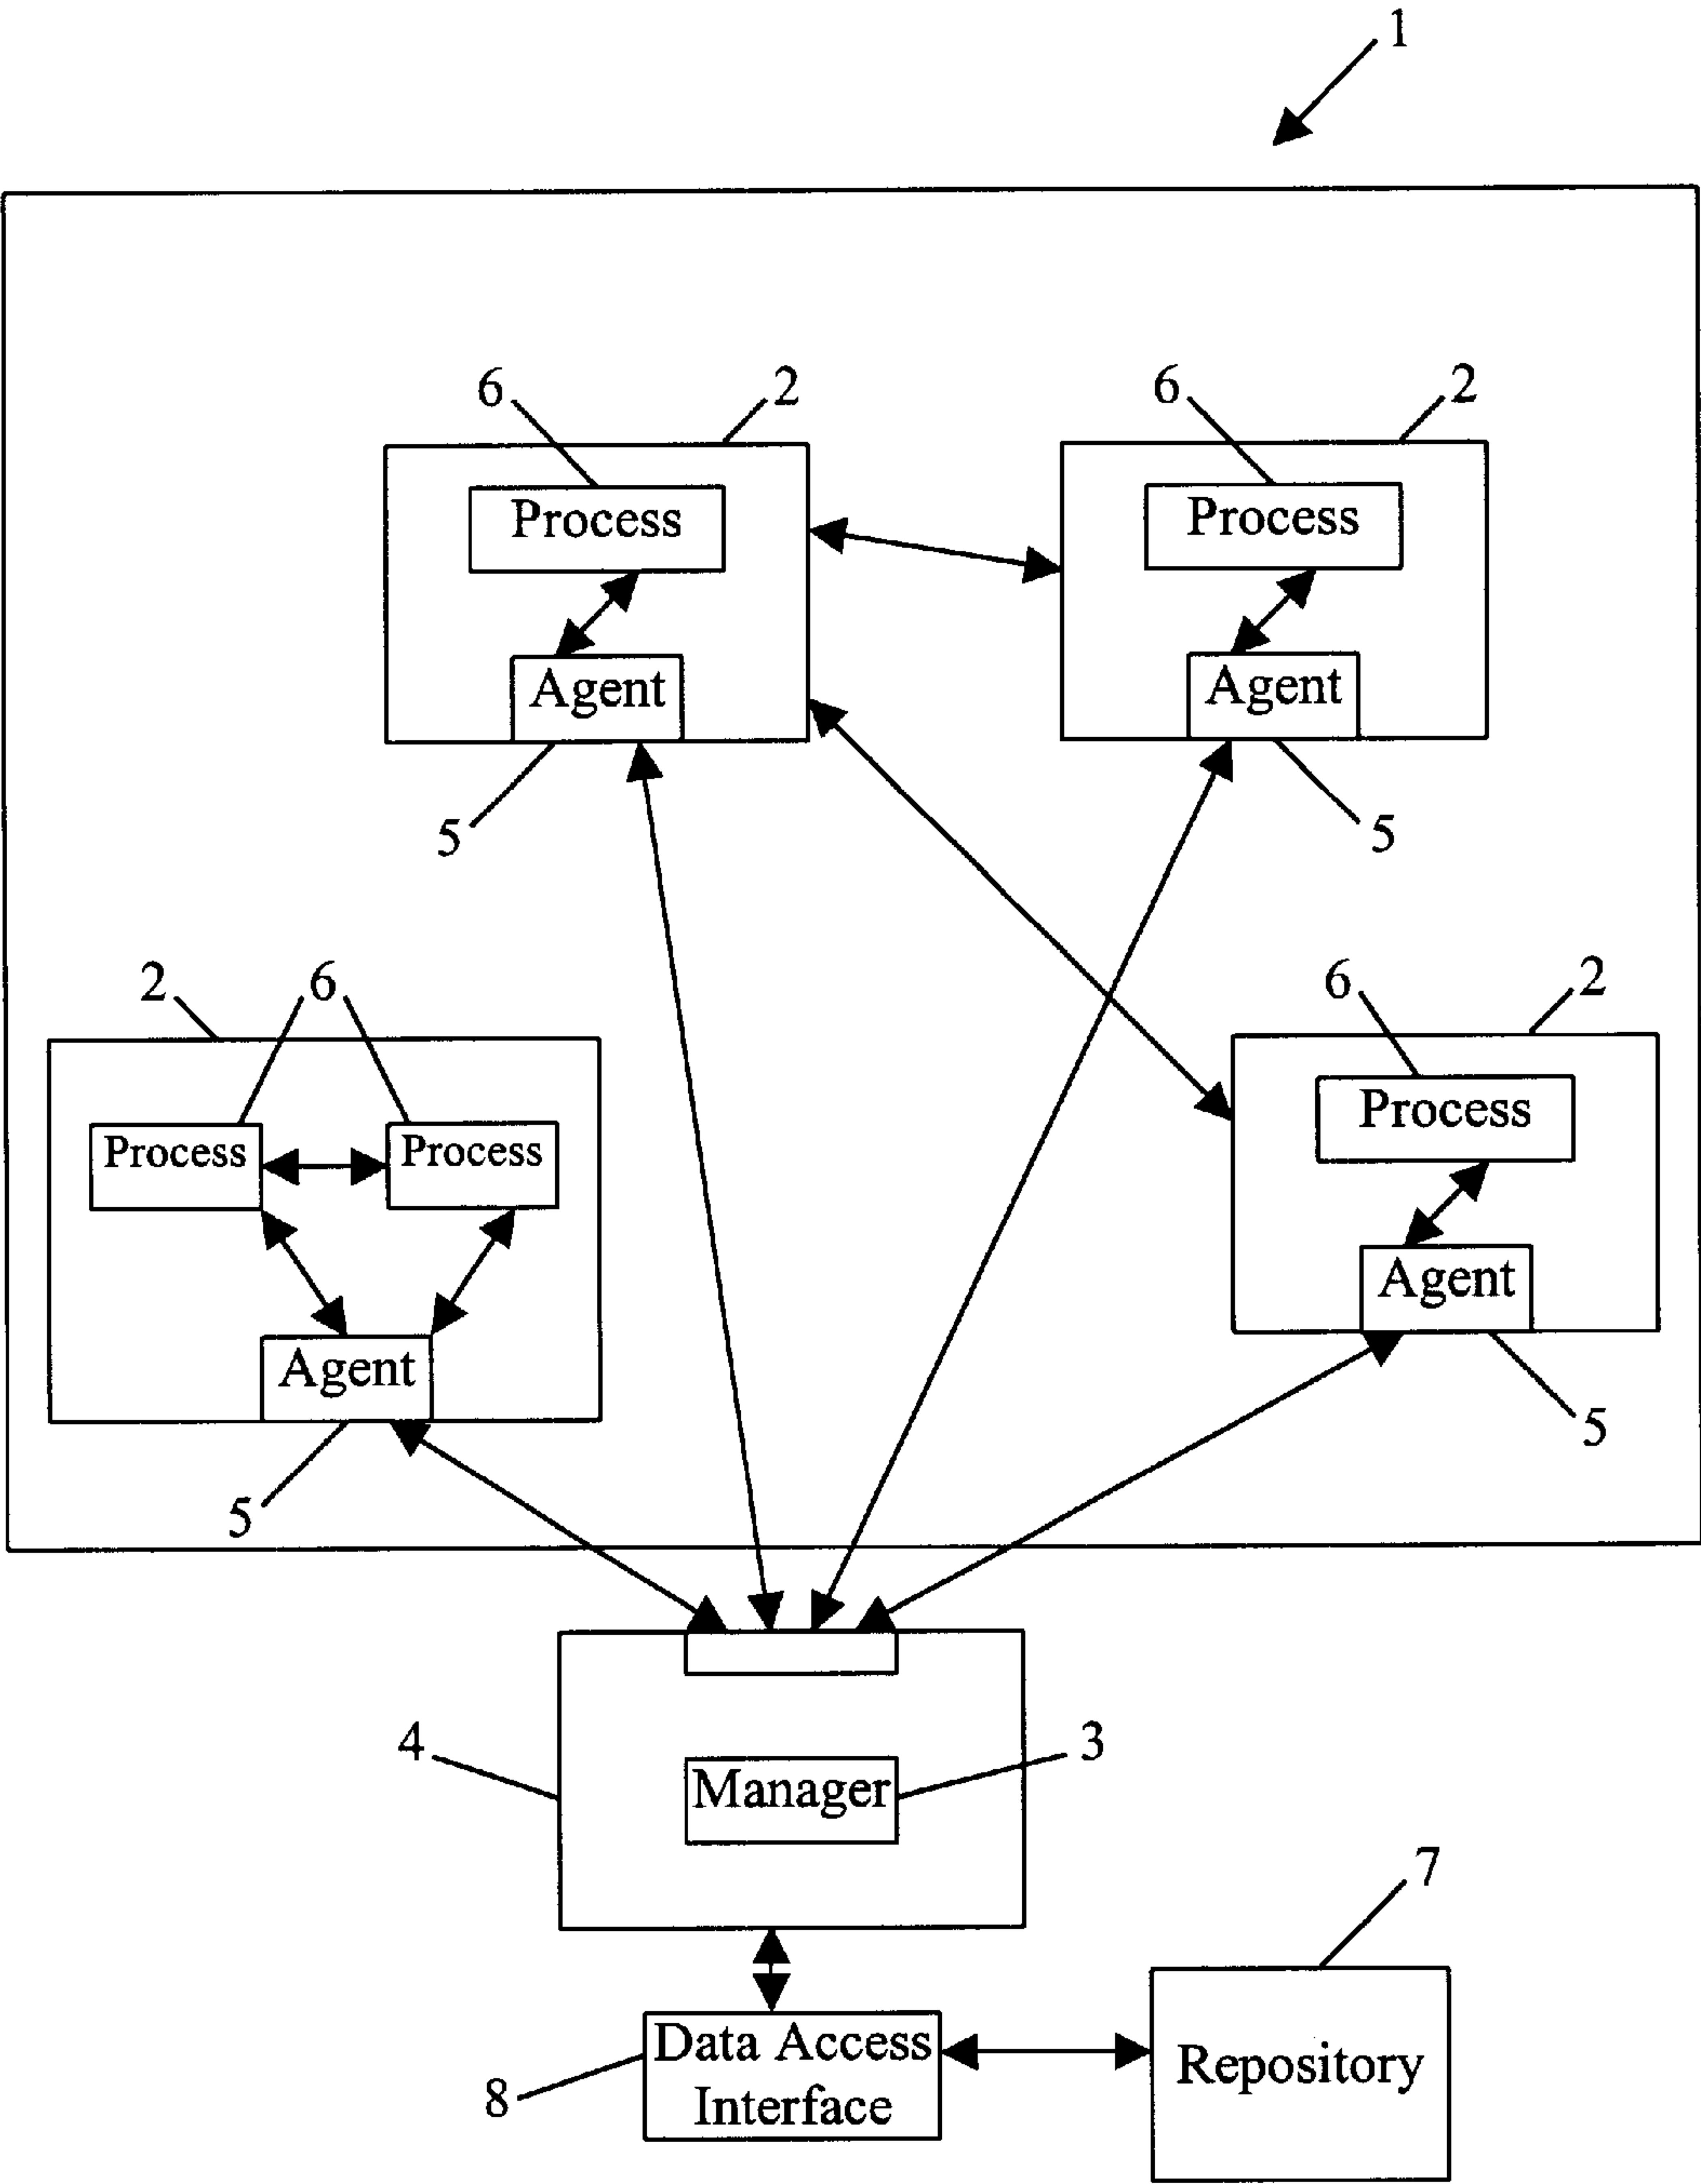 1
6
2
6
2
Process
Process
Agent
Agent
5
5
2
6
6
2
Process
Process
Process
Agent
Agent
5
5
4
3
Manager
7
Data Access
Interface
Repository
8